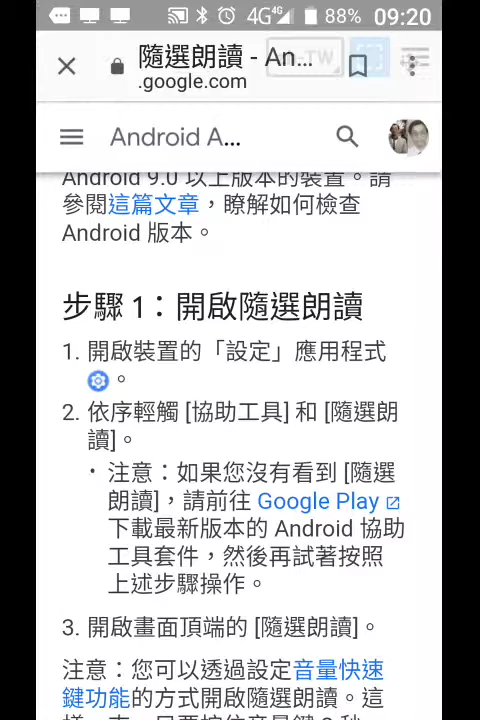 4G 4G 88% 09:20
隨選朗讀 - An...
.google.com
Android A...
Android 9.0 以上版本的裝置。請
參閱這篇文章，瞭解如何檢查
Android 版本。
步驟 1：開啟隨選朗讀
1. 開啟裝置的「設定」應用程式
。
2. 依序輕觸 [協助工具] 和 [隨選朗
讀]。
• 注意：如果您沒有看到 [隨選
朗讀]，請前往 Google Play
下載最新版本的 Android 協助
工具套件，然後再試著按照
上述步驟操作。
3. 開啟畫面頂端的 [隨選朗讀]。
注意：您可以透過設定音量快速
鍵功能的方式開啟隨選朗讀。這